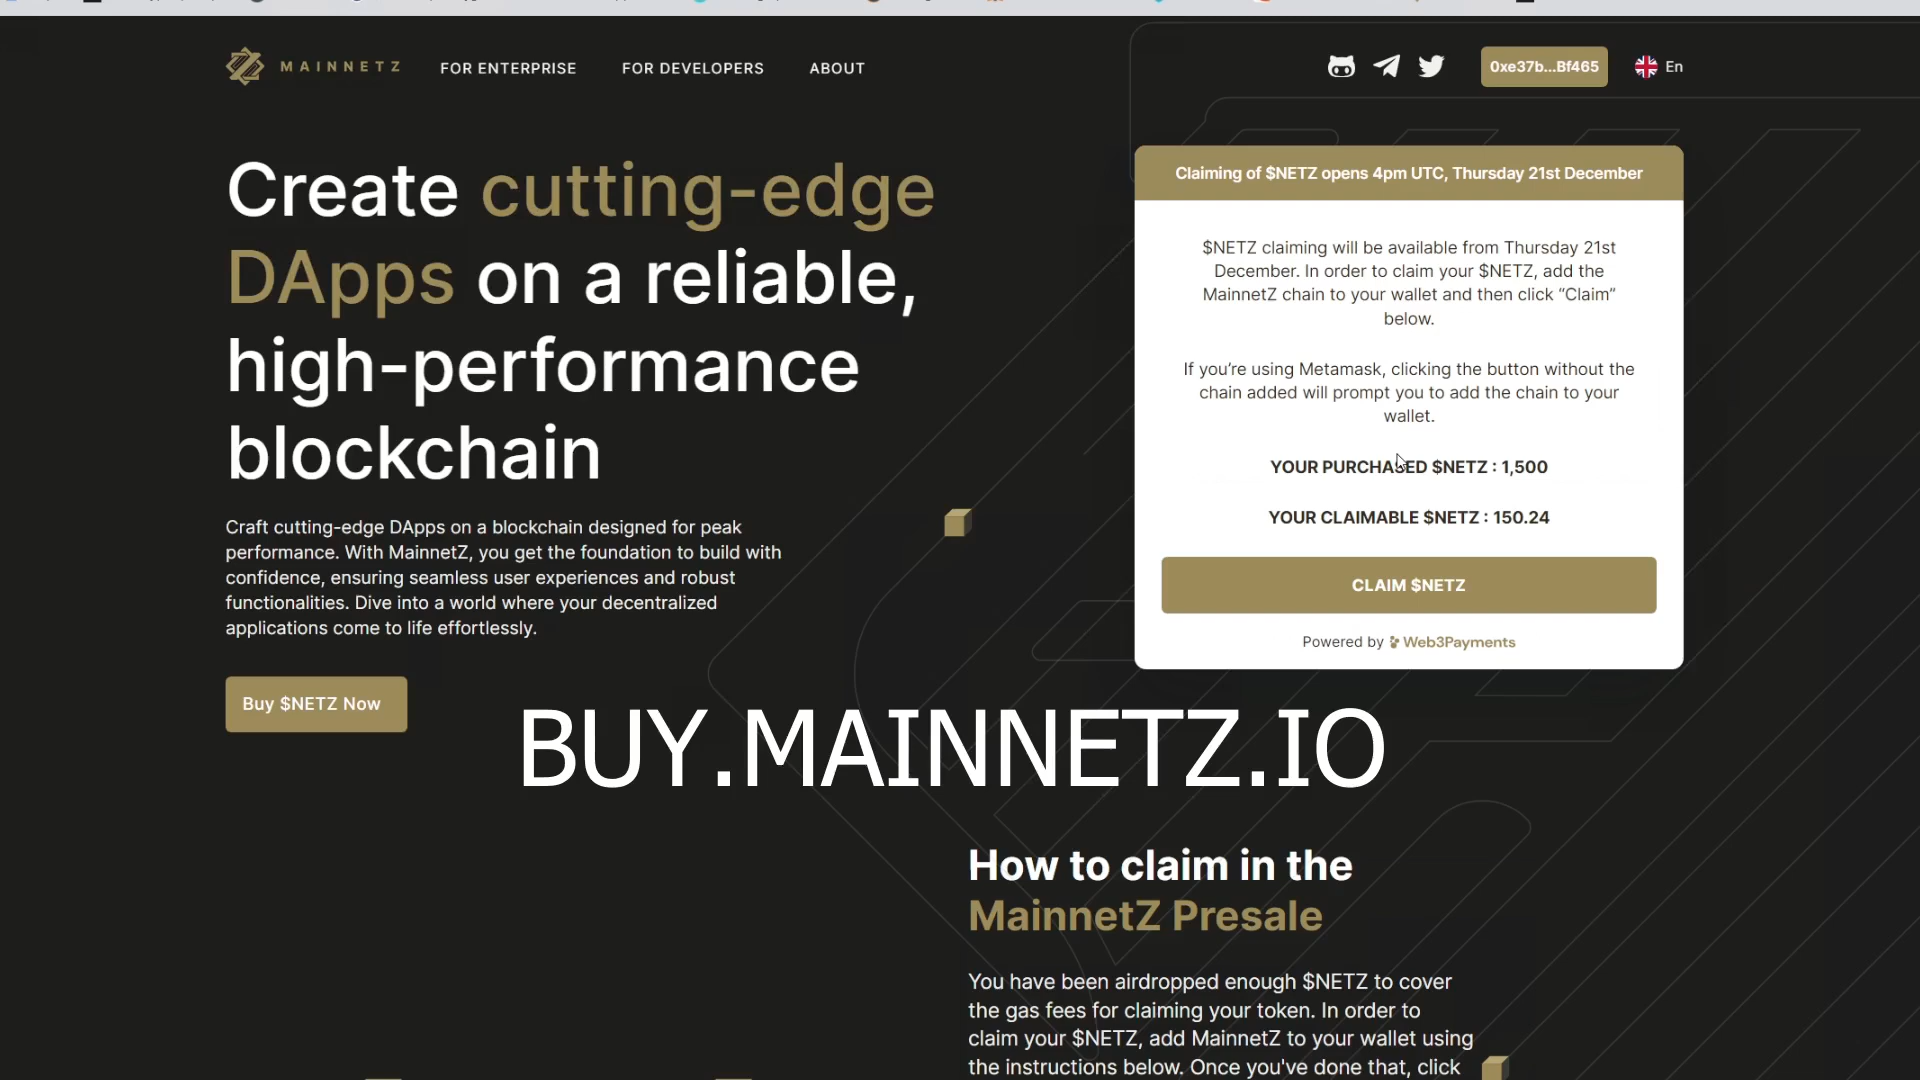 MAINNETZ
FOR ENTERPRISE
FOR DEVELOPERS
ABOUT
0xe37b...Bf465
En
Create cutting-edge
DApps on a reliable,
high-performance
blockchain
Craft cutting-edge DApps on a blockchain designed for peak
performance. With MainnetZ, you get the foundation to build with
confidence, ensuring seamless user experiences and robust
functionalities. Dive into a world where your decentralized
applications come to life effortlessly.
Buy $NETZ Now
Claiming of $NETZ opens 4pm UTC, Thursday 21st December
$NETZ claiming will be available from Thursday 21st
December. In order to claim your $NETZ, add the
MainnetZ chain to your wallet and then click “Claim”
below.
If you’re using Metamask, clicking the button without the
chain added will prompt you to add the chain to your
wallet.
YOUR PURCHASED $NETZ : 1,500
YOUR CLAIMABLE $NETZ : 150.24
CLAIM $NETZ
Powered by Web3Payments
BUY.MAINNETZ.IO
How to claim in the
MainnetZ Presale
You have been airdropped enough $NETZ to cover
the gas fees for claiming your token. In order to
claim your $NETZ, add MainnetZ to your wallet using
the instructions below. Once you've done that, click